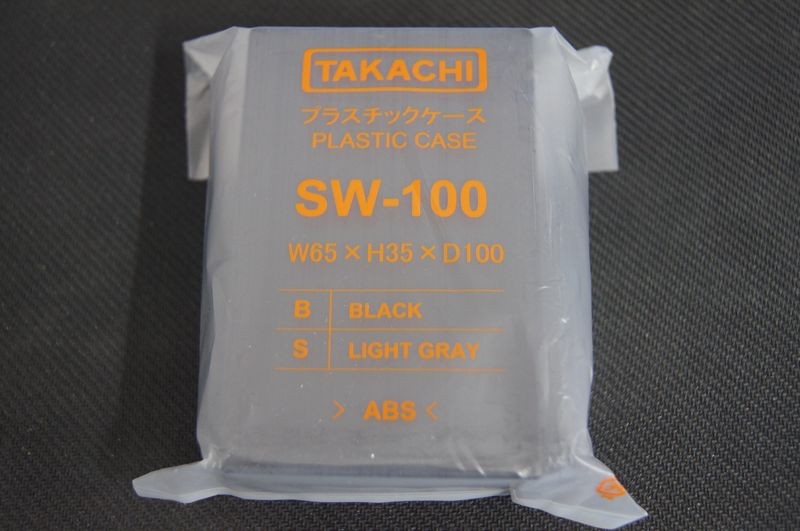 TAKACHI
プラスチックケース
PLASTIC CASE
SW-100
W65×H35×D100
B BLACK
S LIGHT GRAY
> ABS <